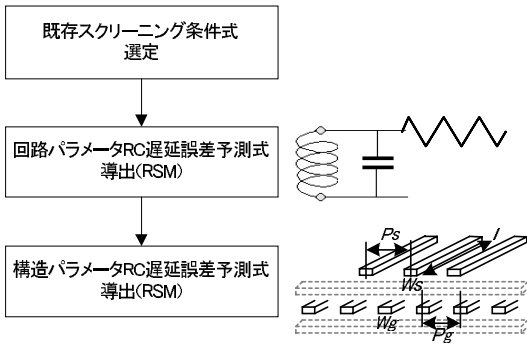 既存スクリーニング条件式
選定
回路パラメータRC遅延誤差予測式
導出(RSM)
構造パラメータRC遅延誤差予測式
導出(RSM)
Ps
l
Ws
Wg
Pg